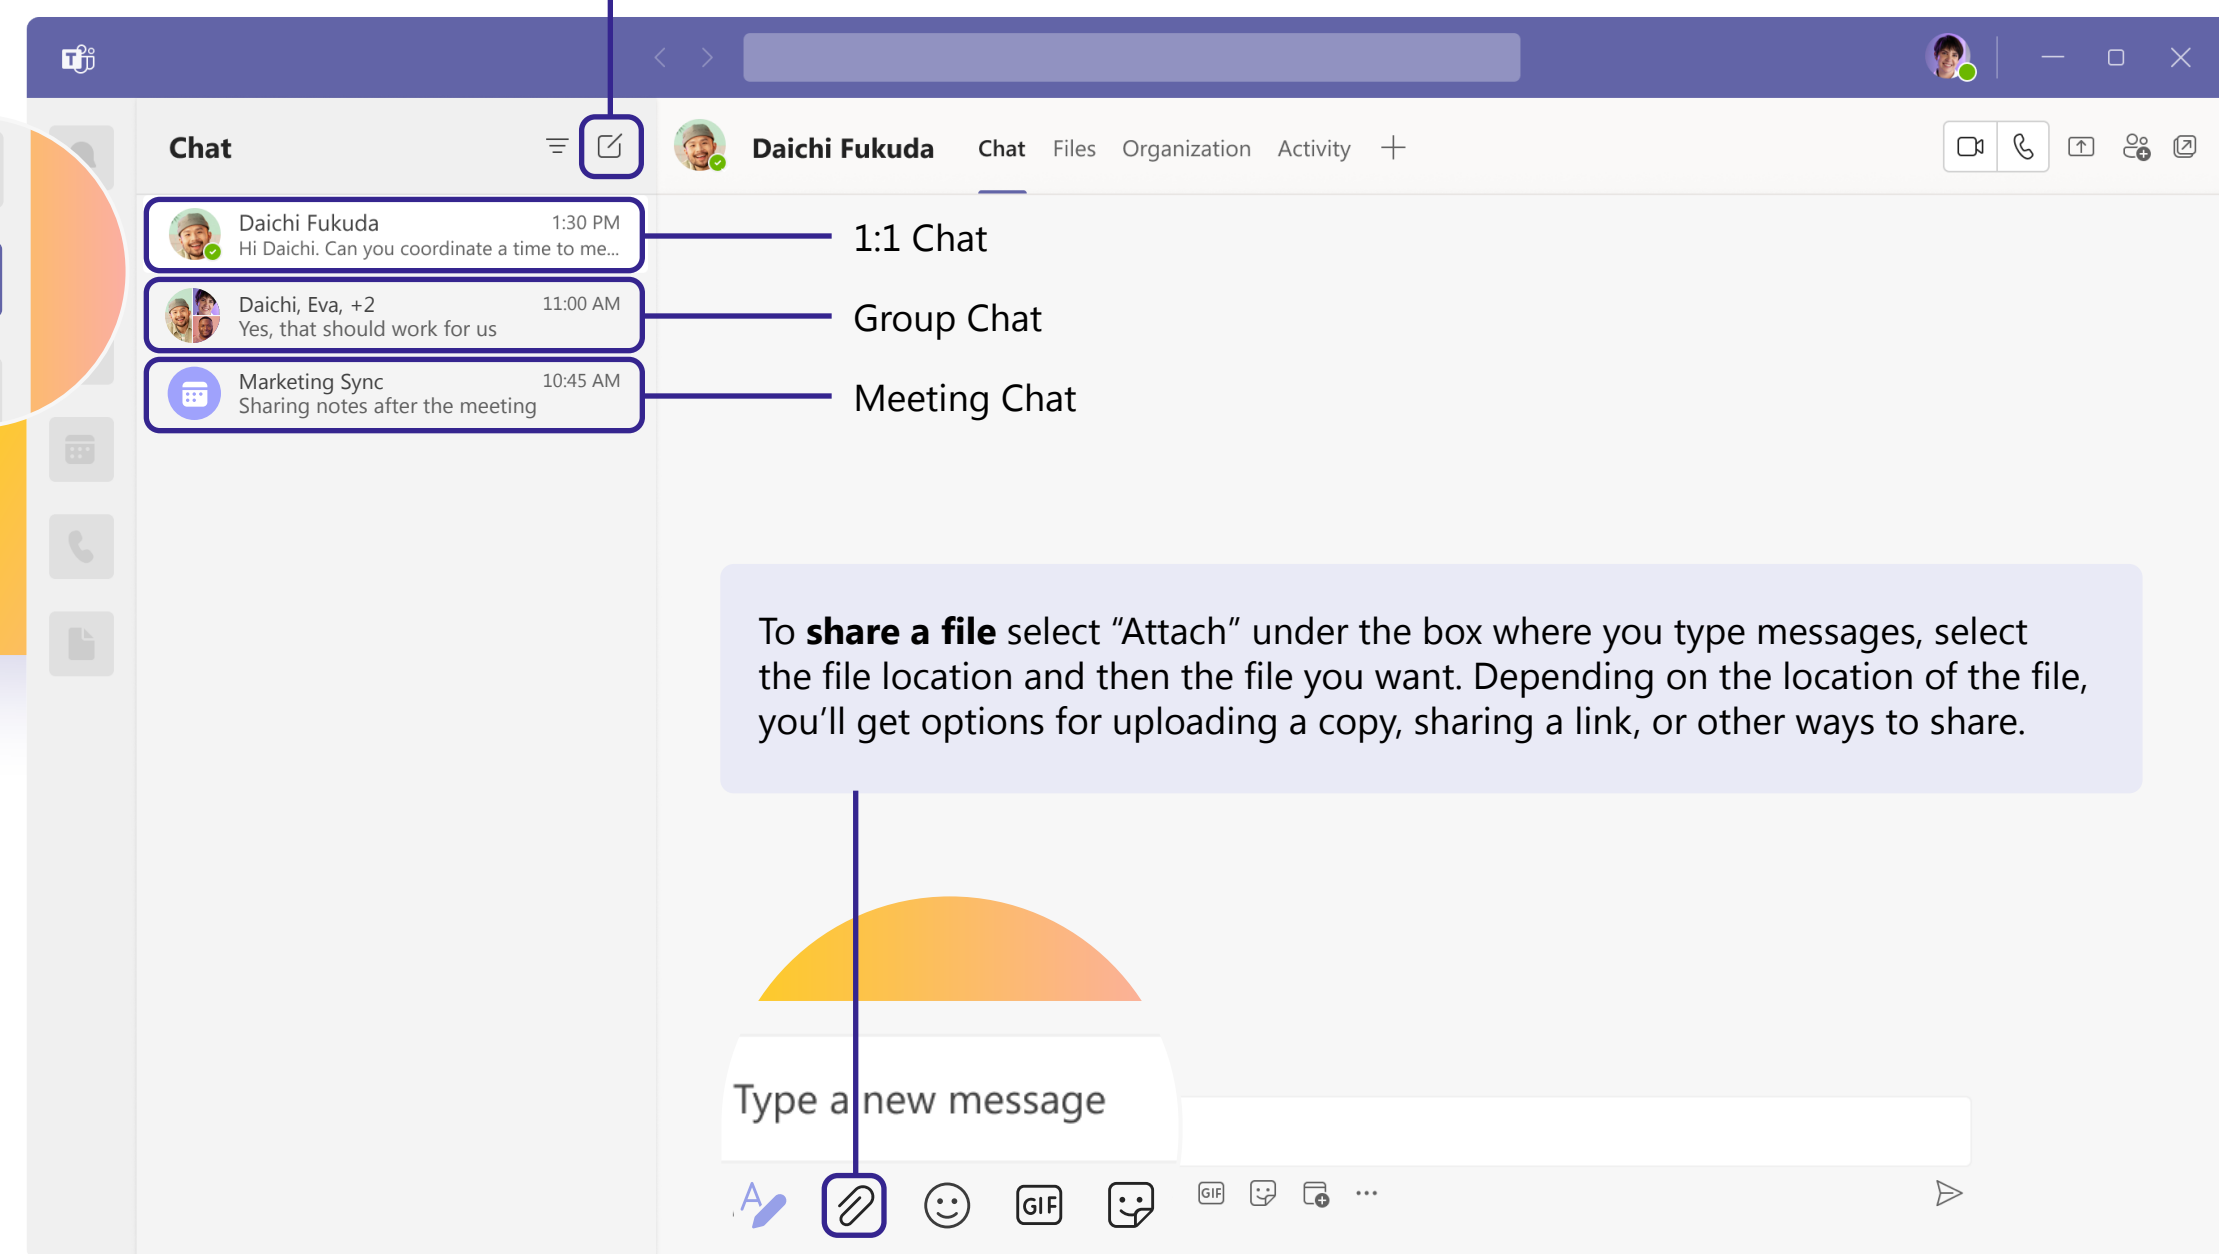 Chat
Daichi Fukuda
Chat
Files
Organization
Activity
Daichi Fukuda
1:30 PM
Hi Daichi. Can you coordinate a time to me...
1:1 Chat
Daichi, Eva, +2
11:00 AM
Yes, that should work for us
Group Chat
Marketing Sync
10:45 AM
Sharing notes after the meeting
Meeting Chat
To share a file select “Attach” under the box where you type messages, select
the file location and then the file you want. Depending on the location of the file,
you’ll get options for uploading a copy, sharing a link, or other ways to share.
Type a new message
GIF
GIF